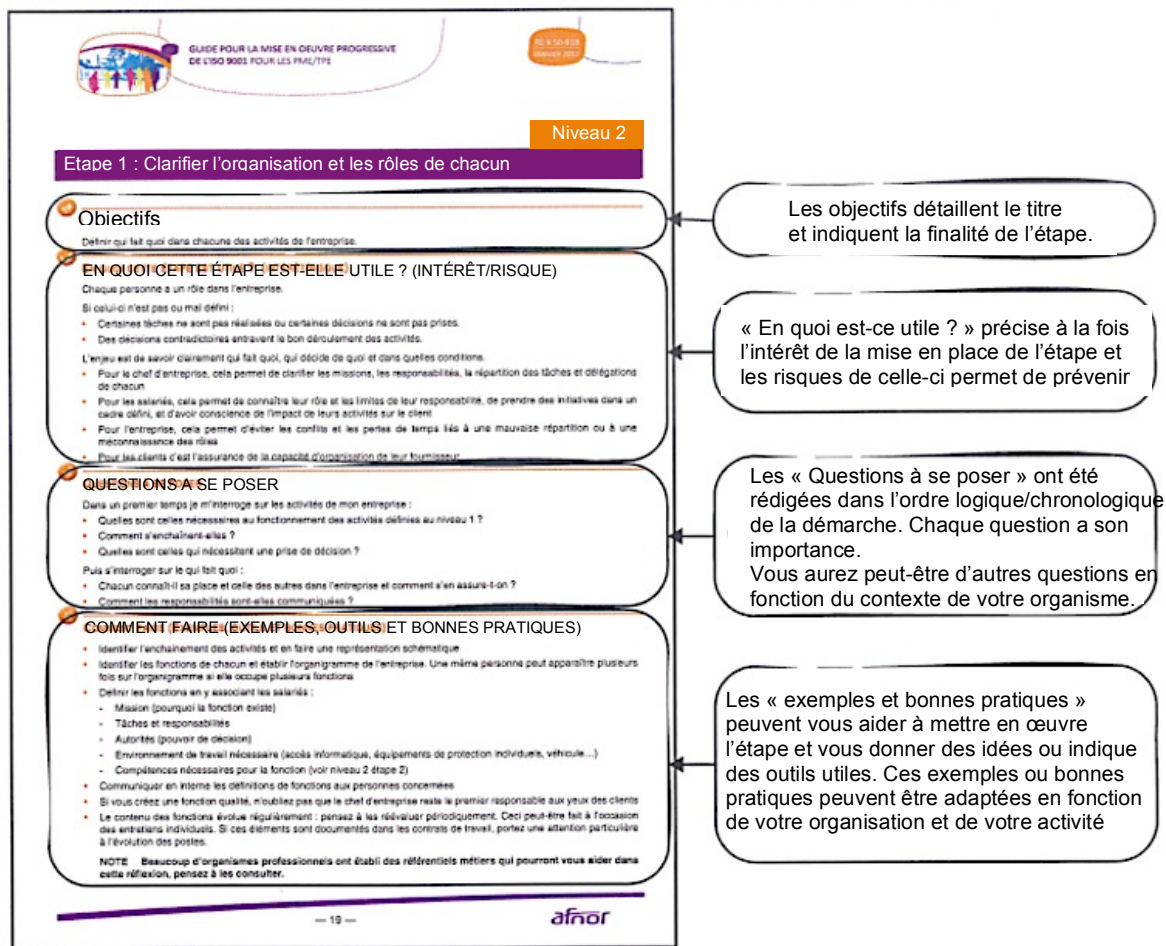 GUIDE POUR LA MISE EN OEUVRE PROGRESSIVE
DE L'ISO 9001 POUR LES PME/TPE
Niveau 2
Etape 1 : Clarifier l'organisation et les rôles de chacun
Objectifs
Définir qui fait quoi dans chacune des activités de l'entreprise.
EN QUOI CETTE ÉTAPE EST-ELLE UTILE ? (INTÉRÊT/RISQUE)
Chaque personne a un rôle dans l'entreprise.
Si celui-ci n'est pas ou mal défini :
• Certaines tâches ne sont pas réalisées ou certaines décisions ne sont pas prises.
• Des décisions contradictoires entravent le bon déroulement des activités.
L'enjeu est de savoir clairement qui fait quoi, qui décide de quoi et dans quelles conditions.
• Pour le chef d'entreprise, cela permet de clarifier les missions, les responsabilités, la répartition des tâches et délégations
de chacun
• Pour les salariés, cela permet de connaître leur rôle et les limites de leur responsabilité, de prendre des initiatives dans un
cadre défini, et d'avoir conscience de l'impact de leurs activités sur le client
• Pour l'entreprise, cela permet d'éviter les conflits et les pertes de temps liés à une mauvaise répartition ou à une
méconnaissance des rôles
• Pour les clients c'est l'assurance de la capacité d'organisation de leur fournisseur
QUESTIONS A SE POSER
Dans un premier temps je m'interroge sur les activités de mon entreprise :
• Quelles sont celles nécessaires au fonctionnement des activités définies au niveau 1 ?
• Comment s'enchaînent-elles ?
• Quelles sont celles qui nécessitent une prise de décision ?
Puis s'interroger sur le qui fait quoi :
• Chacun connaît-il sa place et celle des autres dans l'entreprise et comment s'en assure-t-on ?
• Comment les responsabilités sont-elles communiquées ?
COMMENT FAIRE (EXEMPLES, OUTILS ET BONNES PRATIQUES)
• Identifier l'enchaînement des activités et en faire une représentation schématique
• Identifier les fonctions de chacun et établir l'organigramme de l'entreprise. Une même personne peut apparaître plusieurs
fois sur l'organigramme si elle occupe plusieurs fonctions
• Définir les fonctions en y associant les salariés :
- Mission (pourquoi la fonction existe)
- Tâches et responsabilités
- Autorités (pouvoir de décision)
- Environnement de travail nécessaire (accès informatique, équipements de protection individuels, véhicule…)
- Compétences nécessaires pour la fonction (voir niveau 2 étape 2)
• Communiquer en interne les définitions de fonctions aux personnes concernées
• Si vous créez une fonction qualité, n'oubliez pas que le chef d'entreprise reste le premier responsable aux yeux des clients
• Le contenu des fonctions évolue régulièrement : pensez à les réévaluer périodiquement. Ceci peut-être fait à l'occasion
des entretiens individuels. Si ces éléments sont documentés dans les contrats de travail, portez une attention particulière
à l'évolution des postes.
NOTE Beaucoup d'organismes professionnels ont établi des référentiels métiers qui pourront vous aider dans
cette réflexion, pensez à les consulter.
— 19 —
afnor
Les objectifs détaillent le titre
et indiquent la finalité de l'étape.
« En quoi est-ce utile ? » précise à la fois
l'intérêt de la mise en place de l'étape et
les risques de celle-ci permet de prévenir
Les « Questions à se poser » ont été
rédigées dans l'ordre logique/chronologique
de la démarche. Chaque question a son
importance.
Vous aurez peut-être d'autres questions en
fonction du contexte de votre organisme.
Les « exemples et bonnes pratiques »
peuvent vous aider à mettre en œuvre
l'étape et vous donner des idées ou indique
des outils utiles. Ces exemples ou bonnes
pratiques peuvent être adaptées en fonction
de votre organisation et de votre activité